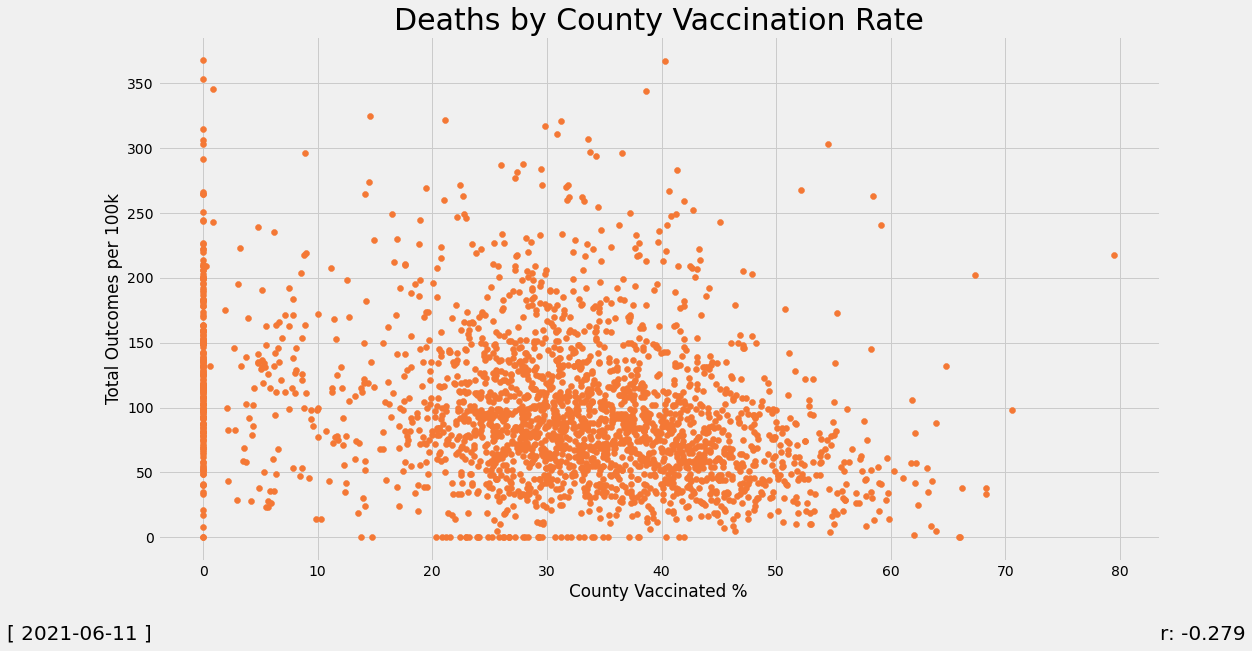 Deaths by County Vaccination Rate
Total Outcomes per 100k
350
300
250
200
150
100
50
0
0 10 20 30 40 50 60 70 80
County Vaccinated %
[ 2021-06-11 ]
r: -0.279